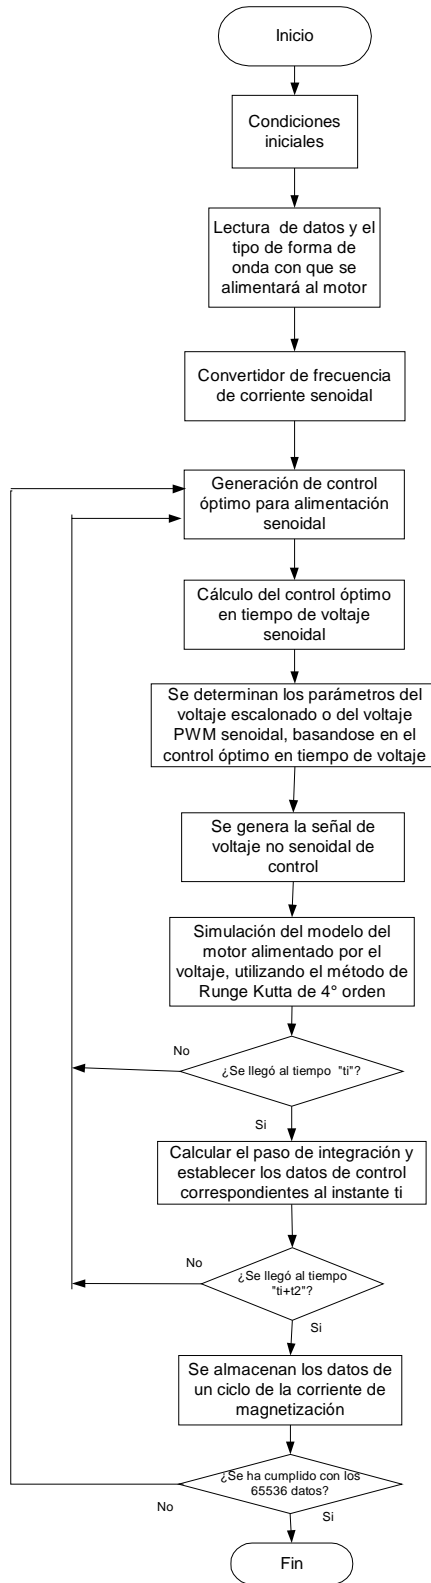 Inicio
Condiciones
iniciales
Lectura de datos y el
tipo de forma de
onda con que se
alimentará al motor
Convertidor de frecuencia
de corriente senoidal
Generación de control
óptimo para alimentación
senoidal
Cálculo del control óptimo
en tiempo de voltaje
senoidal
Se determinan los parámetros del
voltaje escalonado o del voltaje
PWM senoidal, basandose en el
control óptimo en tiempo de voltaje
Se genera la señal de
voltaje no senoidal de
control
Simulación del modelo del
motor alimentado por el
voltaje, utilizando el método de
Runge Kutta de 4° orden
No
¿Se llegó al tiempo "ti"?
Si
Calcular el paso de integración y
establecer los datos de control
correspondientes al instante ti
No
¿Se llegó al tiempo
"ti+t2"?
Si
Se almacenan los datos de
un ciclo de la corriente de
magnetización
¿Se ha cumplido con los
65536 datos?
No
Si
Fin